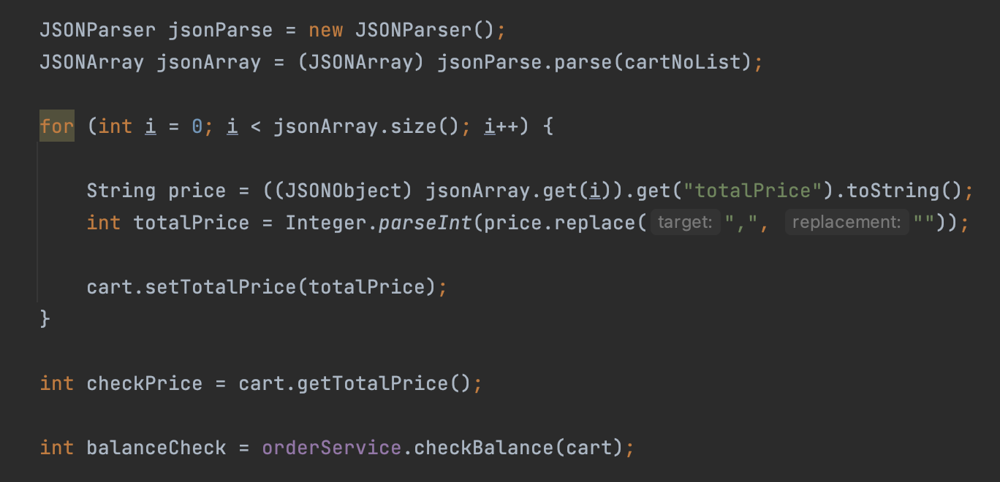 JSONParser jsonParse = new JSONParser();
JSONArray jsonArray = (JSONArray) jsonParse.parse(cartNoList);
for (int i = 0; i < jsonArray.size(); i++) {
String price = ((JSONObject) jsonArray.get(i)).get("totalPrice").toString();
int totalPrice = Integer.parseInt(price.replace( target: ",", replacement: ""));
cart.setTotalPrice(totalPrice);
}
int checkPrice = cart.getTotalPrice();
int balanceCheck = orderService.checkBalance(cart);